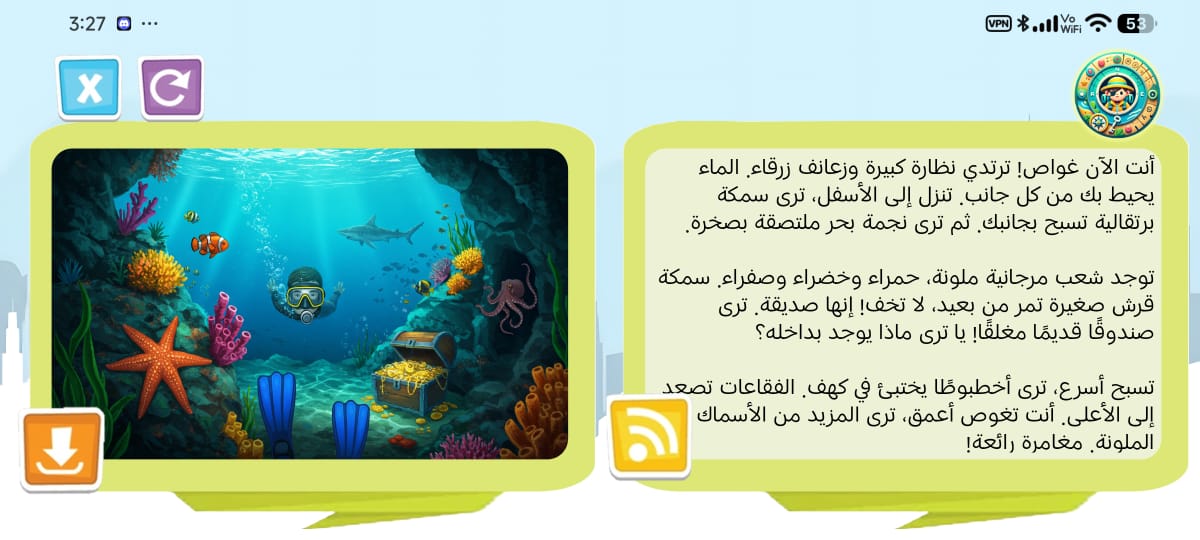 3:27
VPN
Vo
WiFi
53
X
أنت الآن غواص! ترتدي نظارة كبيرة وزعانف زرقاء. الماء
يحيط بك من كل جانب. تنزل إلى الأسفل، ترى سمكة
برتقالية تسبح بجانبك. ثم ترى نجمة بحر ملتصقة بصخرة.
توجد شعب مرجانية ملونة، حمراء وخضراء وصفراء. سمكة
قرش صغيرة تمر من بعيد، لا تخف! إنها صديقة. ترى
صندوقًا قديمًا مغلقًا! يا ترى ماذا يوجد بداخله؟
تسبح أسرع، ترى أخطبوطًا يختبئ في كهف. الفقاعات تصعد
إلى الأعلى. أنت تغوص أعمق، ترى المزيد من الأسماك
الملونة. مغامرة رائعة!